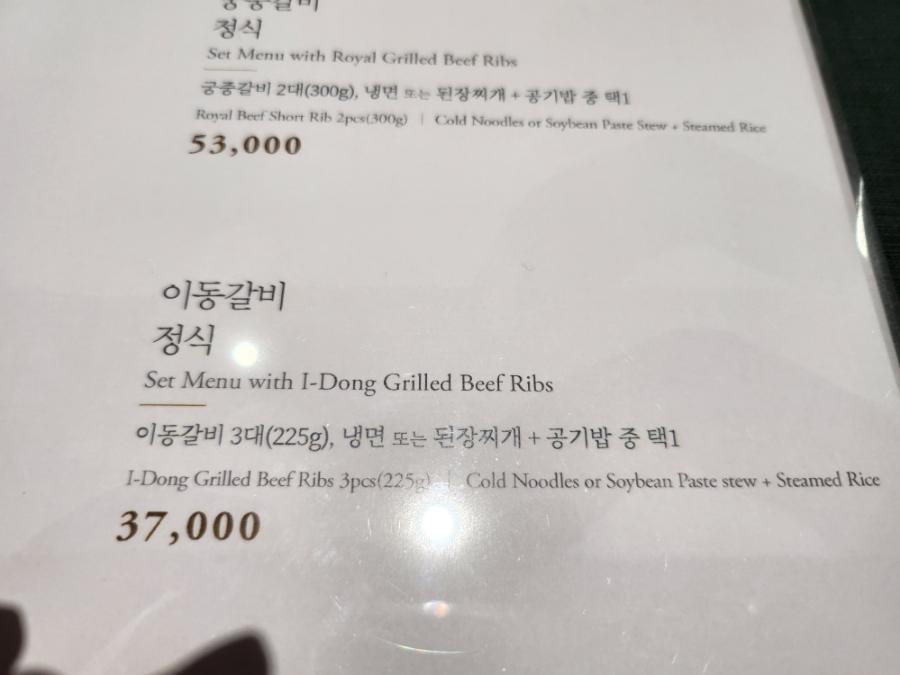 궁중갈비
정식
Set Menu with Royal Grilled Beef Ribs
궁중갈비 2대(300g), 냉면 또는 된장찌개 + 공기밥 중 택1
Royal Beef Short Rib 2pcs(300g) | Cold Noodles or Soybean Paste Stew + Steamed Rice
53,000
이동갈비
정식
Set Menu with I-Dong Grilled Beef Ribs
이동갈비 3대(225g), 냉면 또는 된장찌개 + 공기밥 중 택1
I-Dong Grilled Beef Ribs 3pcs(225g) | Cold Noodles or Soybean Paste stew + Steamed Rice
37,000